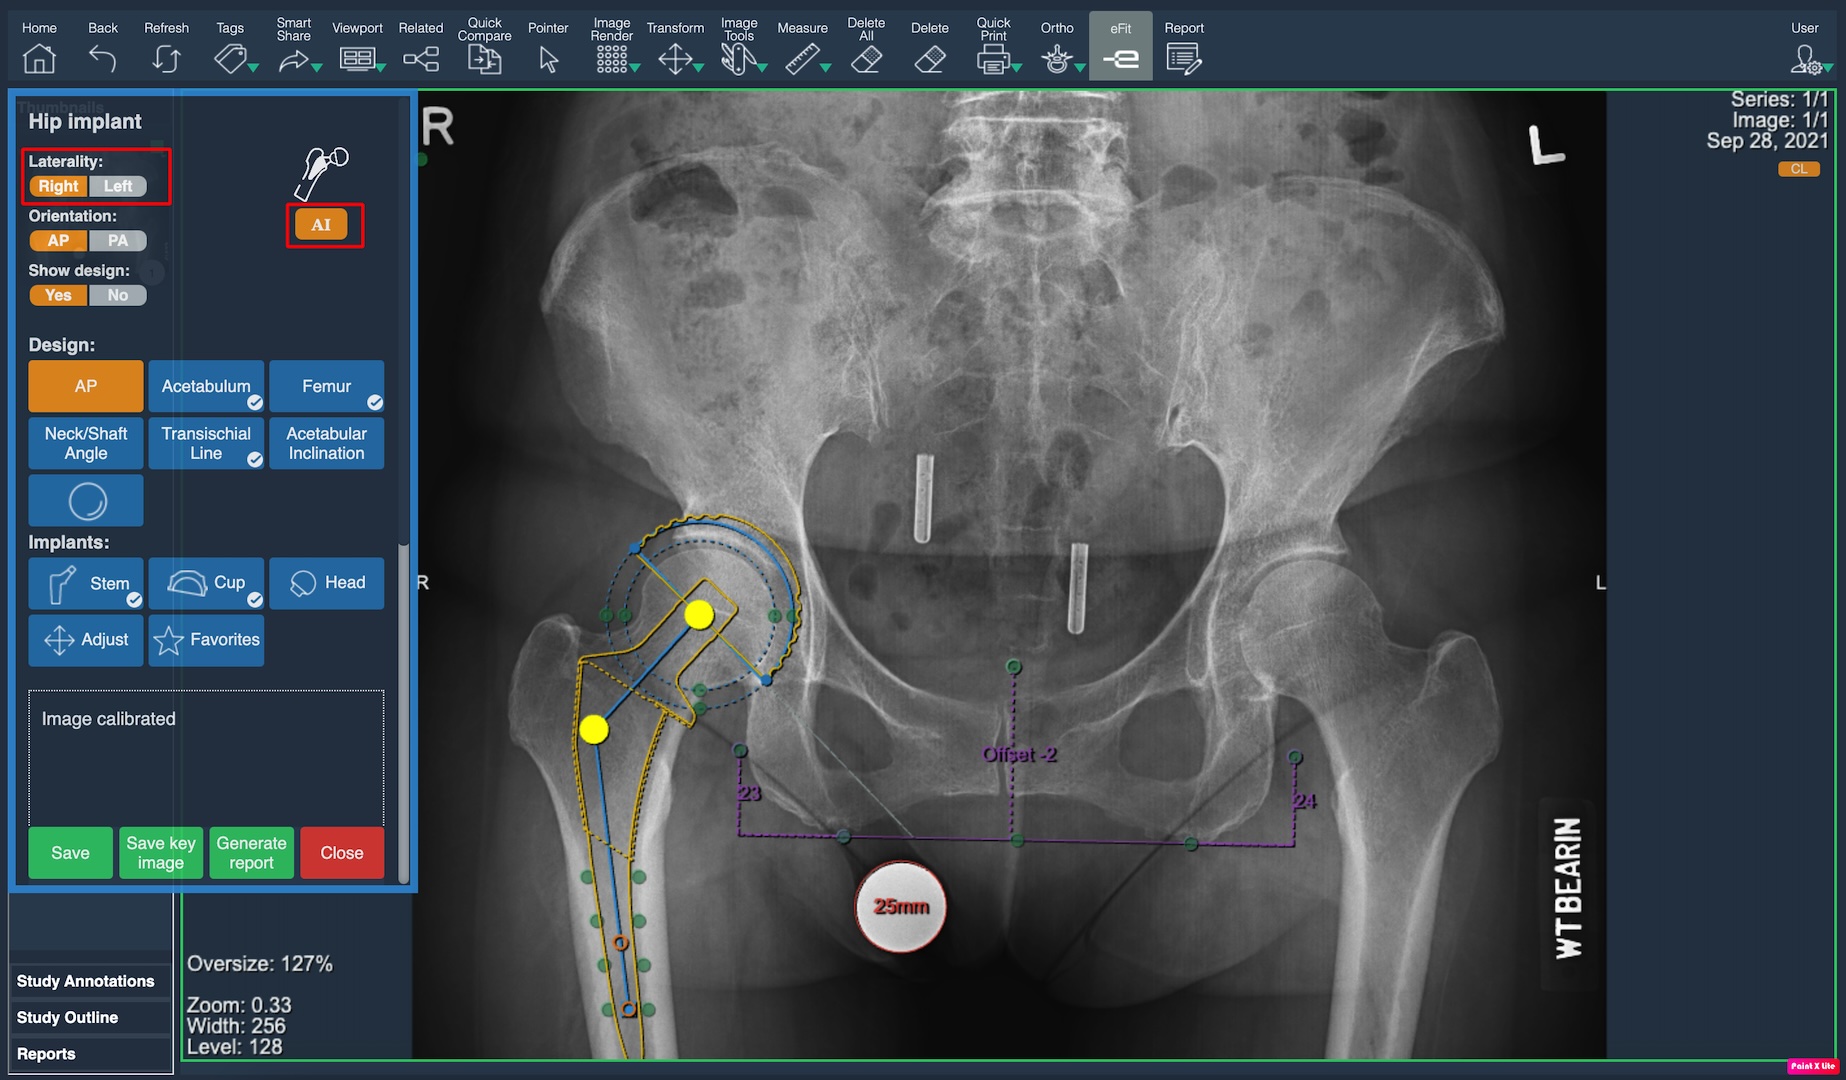 Home
Back
Refresh
Tags
Smart
Share
Viewport
Related
Quick
Compare
Pointer
Image
Render
Transform
Image
Tools
Measure
Delete
All
Delete
Quick
Print
Ortho
eFit
Report
User
Thumbnails
Hip implant
Laterality:
Right Left
AI
Orientation:
AP PA
Show design:
Yes No
Design:
AP Acetabulum Femur
Neck/Shaft
Angle
Transischial
Line
Acetabular
Inclination
Implants:
Stem Cup Head
Adjust Favorites
Image calibrated
Save
Save key
image
Generate
report
Close
Study Annotations
Study Outline
Reports
R
L
Series: 1/1
Image: 1/1
Sep 28, 2021
CL
R
L
Offset -2
23
24
25mm
WTBEARIN
Oversize: 127%
Zoom: 0.33
Width: 256
Level: 128
Paint X Lite